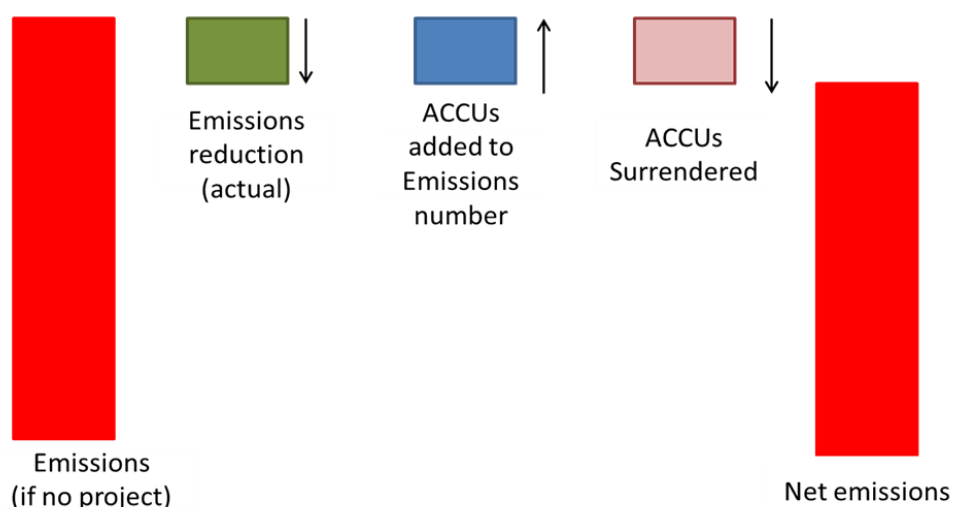 Emissions
reduction
(actual)
ACCUs
added to
Emissions
number
ACCUs
Surrendered
Emissions
(if no project)
Net emissions